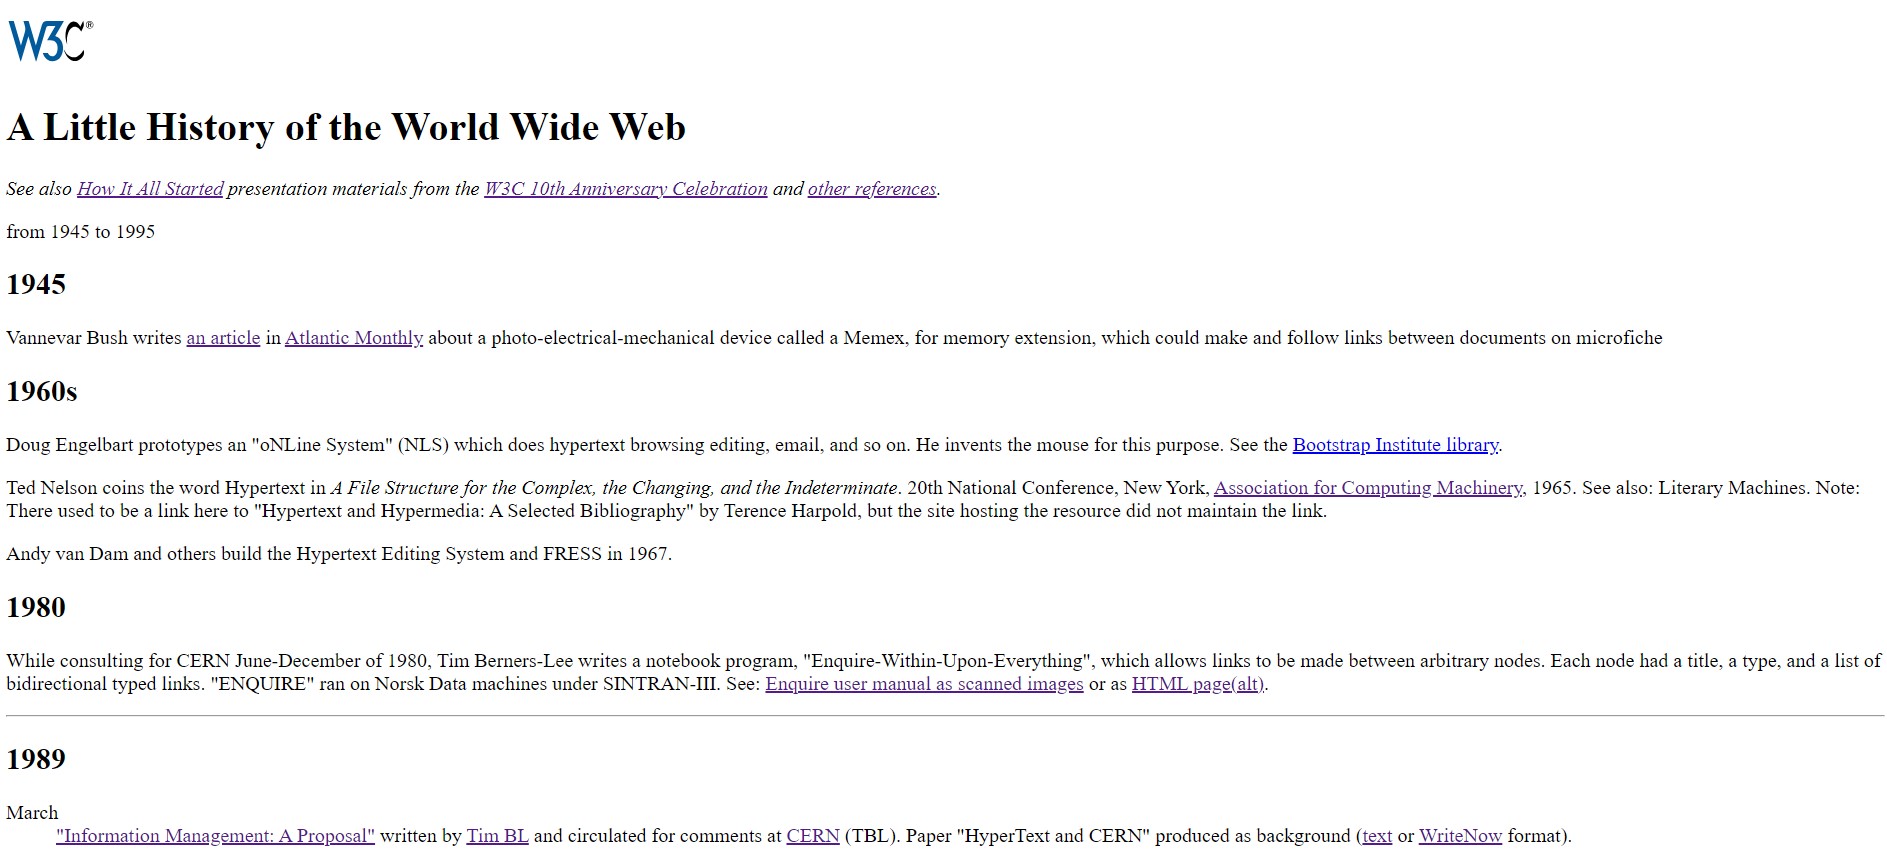 W3C®
A Little History of the World Wide Web
See also How It All Started presentation materials from the W3C 10th Anniversary Celebration and other references.
from 1945 to 1995
1945
Vannevar Bush writes an article in Atlantic Monthly about a photo-electrical-mechanical device called a Memex, for memory extension, which could make and follow links between documents on microfiche
1960s
Doug Engelbart prototypes an "oNLine System" (NLS) which does hypertext browsing editing, email, and so on. He invents the mouse for this purpose. See the Bootstrap Institute library.
Ted Nelson coins the word Hypertext in A File Structure for the Complex, the Changing, and the Indeterminate. 20th National Conference, New York, Association for Computing Machinery, 1965. See also: Literary Machines. Note:
There used to be a link here to "Hypertext and Hypermedia: A Selected Bibliography" by Terence Harpold, but the site hosting the resource did not maintain the link.
Andy van Dam and others build the Hypertext Editing System and FRESS in 1967.
1980
While consulting for CERN June-December of 1980, Tim Berners-Lee writes a notebook program, "Enquire-Within-Upon-Everything", which allows links to be made between arbitrary nodes. Each node had a title, a type, and a list of
bidirectional typed links. "ENQUIRE" ran on Norsk Data machines under SINTRAN-III. See: Enquire user manual as scanned images or as HTML page(alt).
1989
March
"Information Management: A Proposal" written by Tim BL and circulated for comments at CERN (TBL). Paper "HyperText and CERN" produced as background (text or WriteNow format).